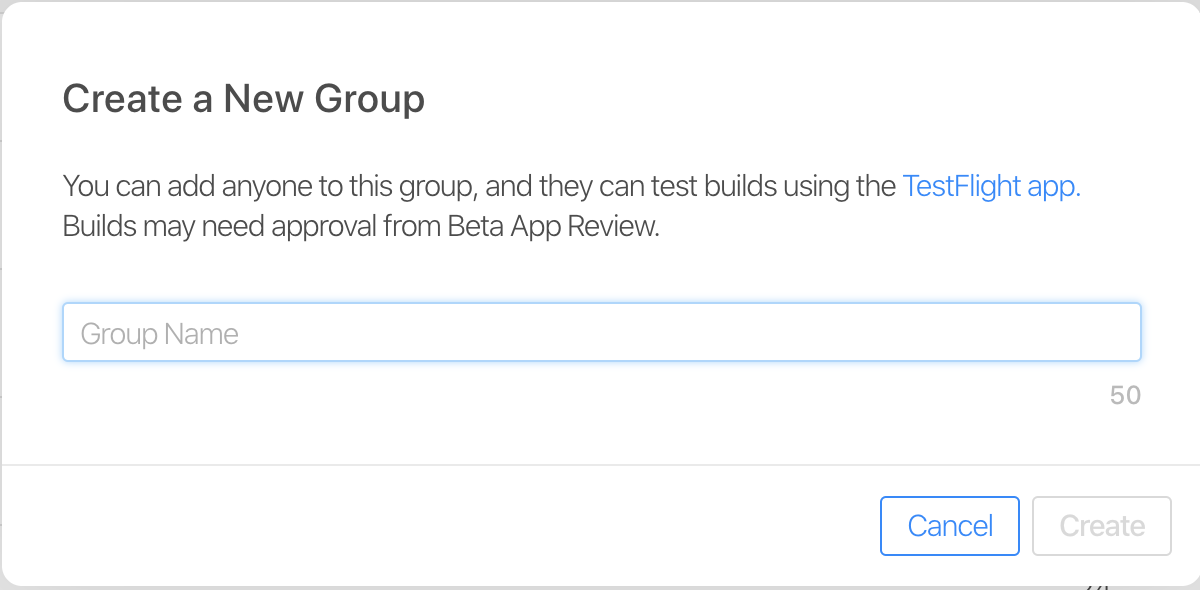 Create a New Group
You can add anyone to this group, and they can test builds using the TestFlight app.
Builds may need approval from Beta App Review.
Group Name
50
Cancel
Create